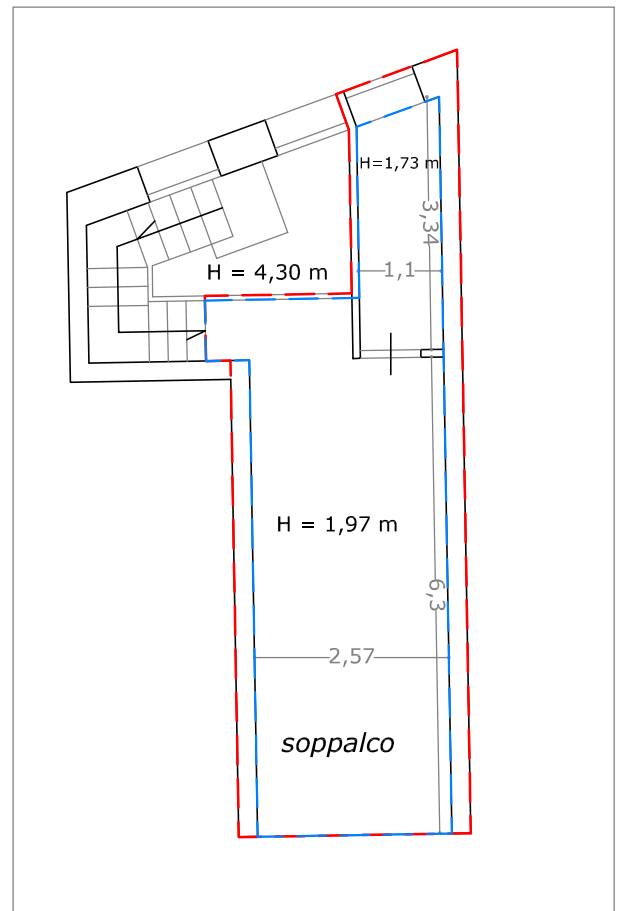 H=1,73 m
3,34
1,1
H = 4,30 m
H = 1,97 m
6,3
2,57
soppalco